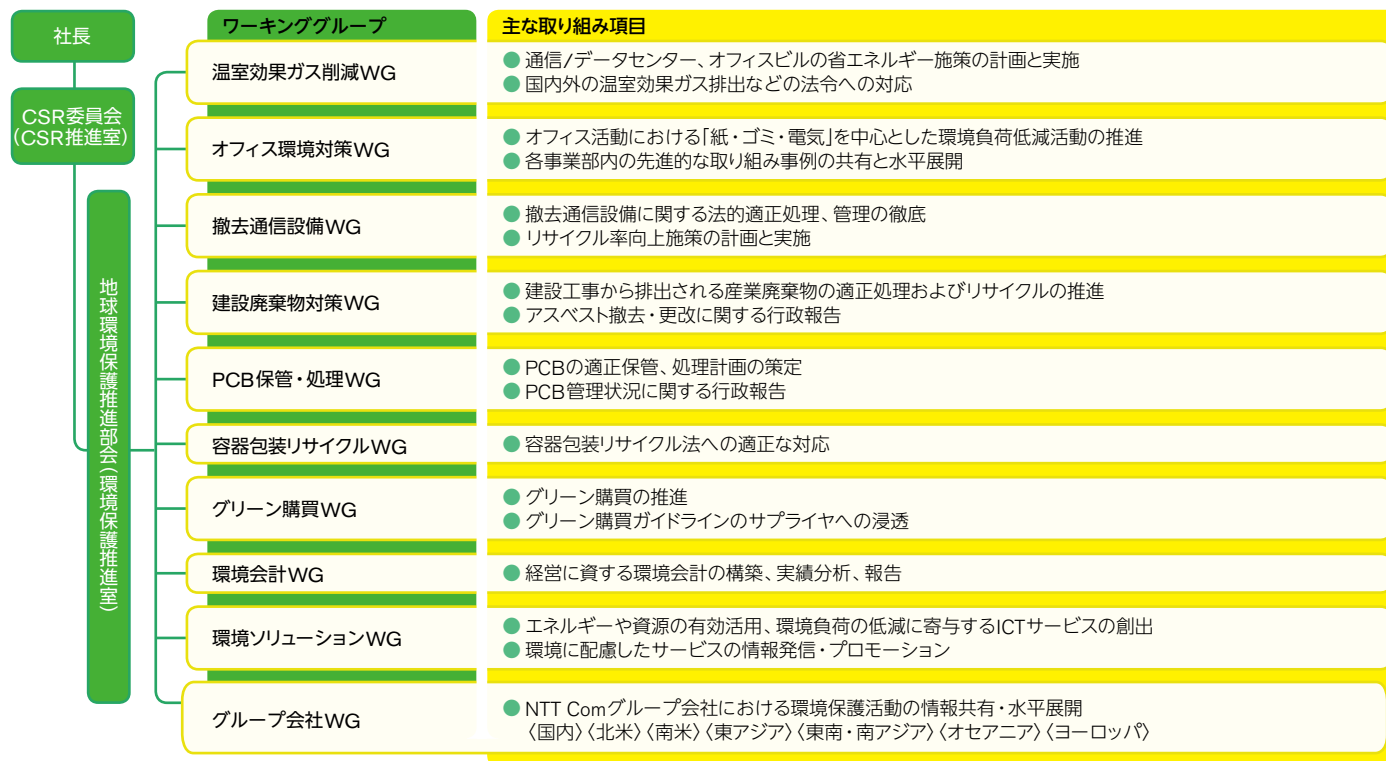 社長
CSR委員会
(CSR推進室)
地球環境保護推進部会(環境保護推進室)
ワーキンググループ
主な取り組み項目
温室効果ガス削減WG
● 通信/データセンター、オフィスビルの省エネルギー施策の計画と実施
● 国内外の温室効果ガス排出などの法令への対応
オフィス環境対策WG
● オフィス活動における「紙・ゴミ・電気」を中心とした環境負荷低減活動の推進
● 各事業部内の先進的な取り組み事例の共有と水平展開
撤去通信設備WG
● 撤去通信設備に関する法的適正処理、管理の徹底
● リサイクル率向上施策の計画と実施
建設廃棄物対策WG
● 建設工事から排出される産業廃棄物の適正処理およびリサイクルの推進
● アスベスト撤去・更改に関する行政報告
PCB保管・処理WG
● PCBの適正保管、処理計画の策定
● PCB管理状況に関する行政報告
容器包装リサイクルWG
● 容器包装リサイクル法への適正な対応
グリーン購買WG
● グリーン購買の推進
● グリーン購買ガイドラインのサプライヤへの浸透
環境会計WG
● 経営に資する環境会計の構築、実績分析、報告
環境ソリューションWG
● エネルギーや資源の有効活用、環境負荷の低減に寄与するICTサービスの創出
● 環境に配慮したサービスの情報発信・プロモーション
グループ会社WG
● NTT Comグループ会社における環境保護活動の情報共有・水平展開
〈国内〉〈北米〉〈南米〉〈東アジア〉〈東南・南アジア〉〈オセアニア〉〈ヨーロッパ〉